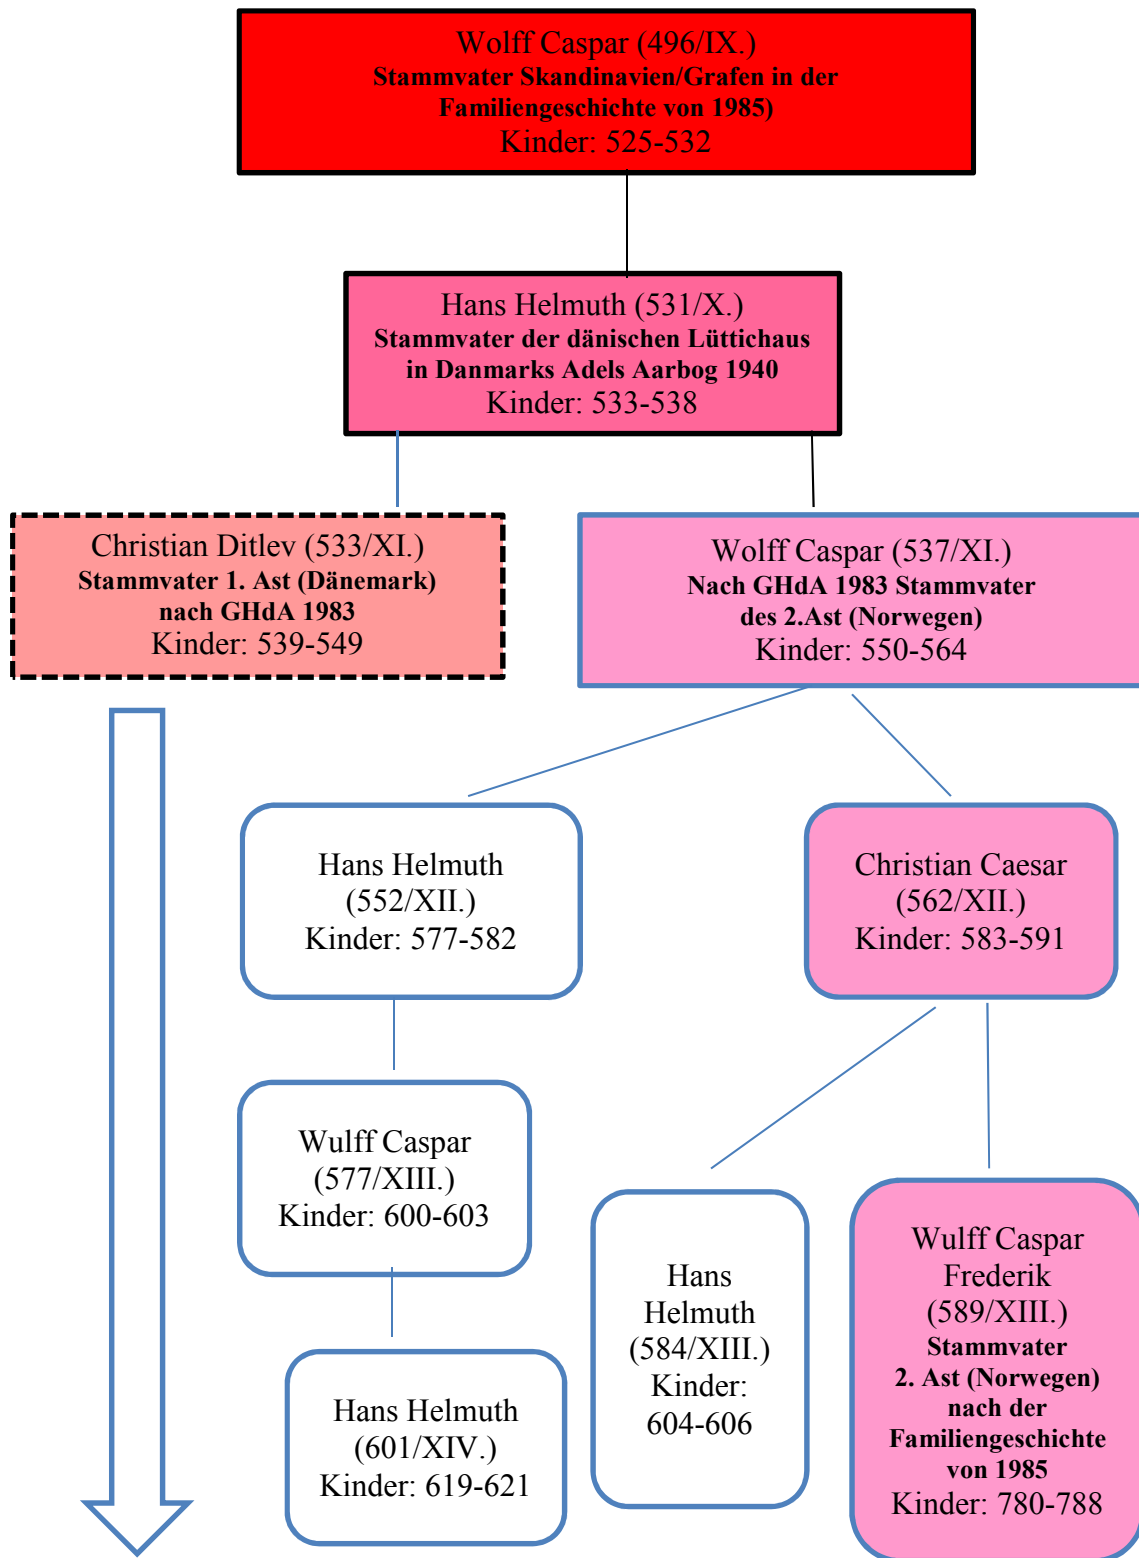 Wolff Caspar (496/IX.)
Stammvater Skandinavien/Grafen in der
Familiengeschichte von 1985)
Kinder: 525-532
Hans Helmuth (531/X.)
Stammvater der dänischen Lüttichaus
in Danmarks Adels Aarbog 1940
Kinder: 533-538
Christian Ditlev (533/XI.)
Stammvater 1. Ast (Dänemark)
nach GHdA 1983
Kinder: 539-549
Wolff Caspar (537/XI.)
Nach GHdA 1983 Stammvater
des 2.Ast (Norwegen)
Kinder: 550-564
Hans Helmuth
(552/XII.)
Kinder: 577-582
Christian Caesar
(562/XII.)
Kinder: 583-591
Wulff Caspar
(577/XIII.)
Kinder: 600-603
Hans
Helmuth
(584/XIII.)
Kinder:
604-606
Wulff Caspar
Frederik
(589/XIII.)
Stammvater
2. Ast (Norwegen)
nach der
Familiengeschichte
von 1985
Kinder: 780-788
Hans Helmuth
(601/XIV.)
Kinder: 619-621